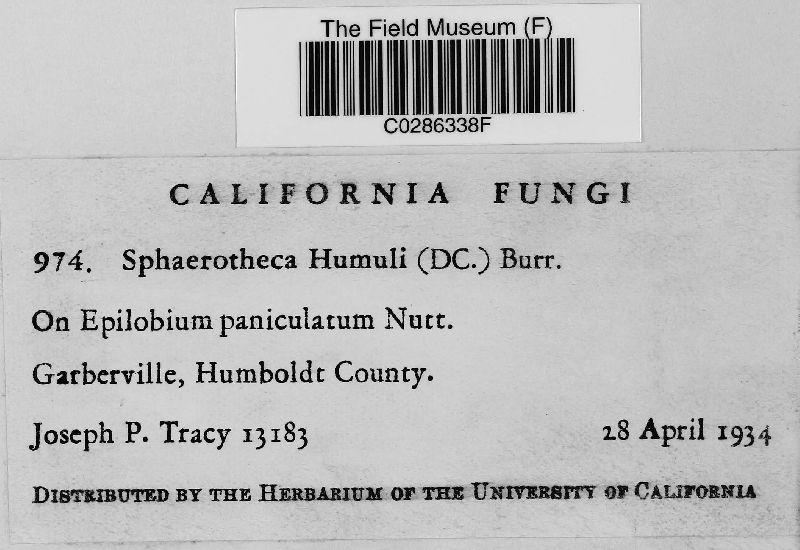 The Field Museum (F)
C0286338F
CALIFORNIA FUNGI
974. Sphaerotheca Humuli (DC.) Burr.
On Epilobium paniculatum Nutt.
Garberville, Humboldt County.
Joseph P. Tracy 13183 28 April 1934
DISTRIBUTED BY THE HERBARIUM OF THE UNIVERSITY OF CALIFORNIA